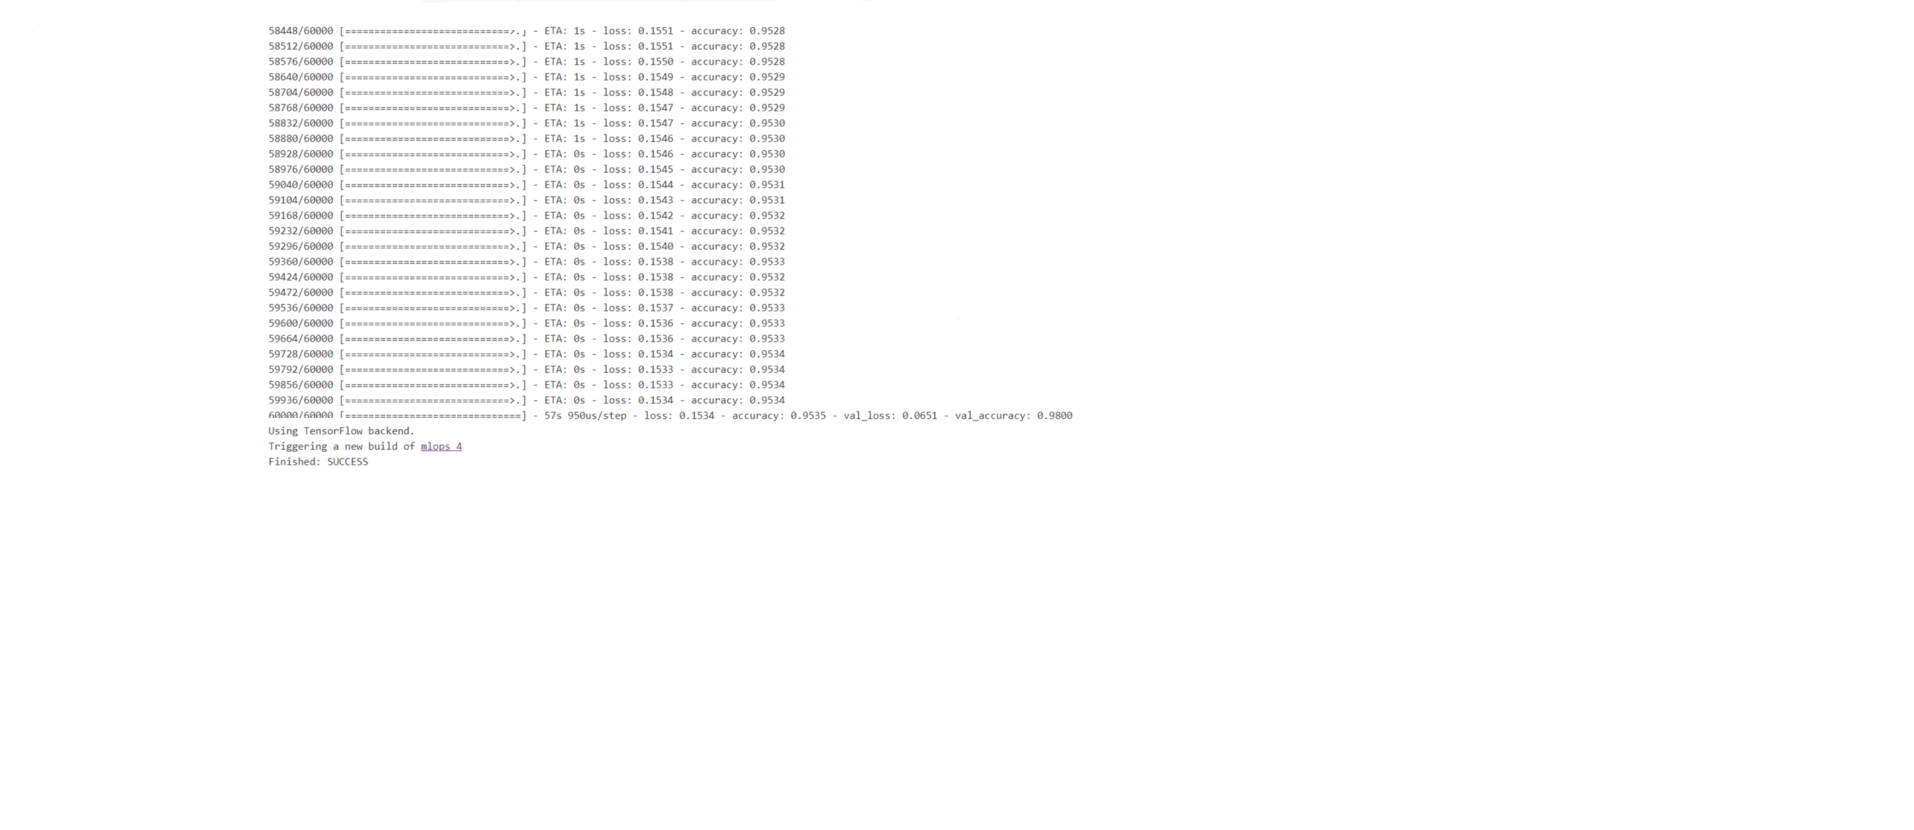 58448/60000 [============================>.] - ETA: 1s - loss: 0.1551 - accuracy: 0.9528
58512/60000 [============================>.] - ETA: 1s - loss: 0.1551 - accuracy: 0.9528
58576/60000 [============================>.] - ETA: 1s - loss: 0.1550 - accuracy: 0.9528
58640/60000 [============================>.] - ETA: 1s - loss: 0.1549 - accuracy: 0.9529
58704/60000 [============================>.] - ETA: 1s - loss: 0.1548 - accuracy: 0.9529
58768/60000 [============================>.] - ETA: 1s - loss: 0.1547 - accuracy: 0.9529
58832/60000 [============================>.] - ETA: 1s - loss: 0.1547 - accuracy: 0.9530
58880/60000 [============================>.] - ETA: 1s - loss: 0.1546 - accuracy: 0.9530
58928/60000 [============================>.] - ETA: 0s - loss: 0.1546 - accuracy: 0.9530
58976/60000 [============================>.] - ETA: 0s - loss: 0.1545 - accuracy: 0.9530
59040/60000 [============================>.] - ETA: 0s - loss: 0.1544 - accuracy: 0.9531
59104/60000 [============================>.] - ETA: 0s - loss: 0.1543 - accuracy: 0.9531
59168/60000 [============================>.] - ETA: 0s - loss: 0.1542 - accuracy: 0.9532
59232/60000 [============================>.] - ETA: 0s - loss: 0.1541 - accuracy: 0.9532
59296/60000 [============================>.] - ETA: 0s - loss: 0.1540 - accuracy: 0.9532
59360/60000 [============================>.] - ETA: 0s - loss: 0.1538 - accuracy: 0.9533
59424/60000 [============================>.] - ETA: 0s - loss: 0.1538 - accuracy: 0.9532
59472/60000 [============================>.] - ETA: 0s - loss: 0.1538 - accuracy: 0.9532
59536/60000 [============================>.] - ETA: 0s - loss: 0.1537 - accuracy: 0.9533
59600/60000 [============================>.] - ETA: 0s - loss: 0.1536 - accuracy: 0.9533
59664/60000 [============================>.] - ETA: 0s - loss: 0.1536 - accuracy: 0.9533
59728/60000 [============================>.] - ETA: 0s - loss: 0.1534 - accuracy: 0.9534
59792/60000 [============================>.] - ETA: 0s - loss: 0.1533 - accuracy: 0.9534
59856/60000 [============================>.] - ETA: 0s - loss: 0.1533 - accuracy: 0.9534
59936/60000 [============================>.] - ETA: 0s - loss: 0.1534 - accuracy: 0.9534
60000/60000 [==============================] - 57s 950us/step - loss: 0.1534 - accuracy: 0.9535 - val_loss: 0.0651 - val_accuracy: 0.9800
Using TensorFlow backend.
Triggering a new build of mlops 4
Finished: SUCCESS